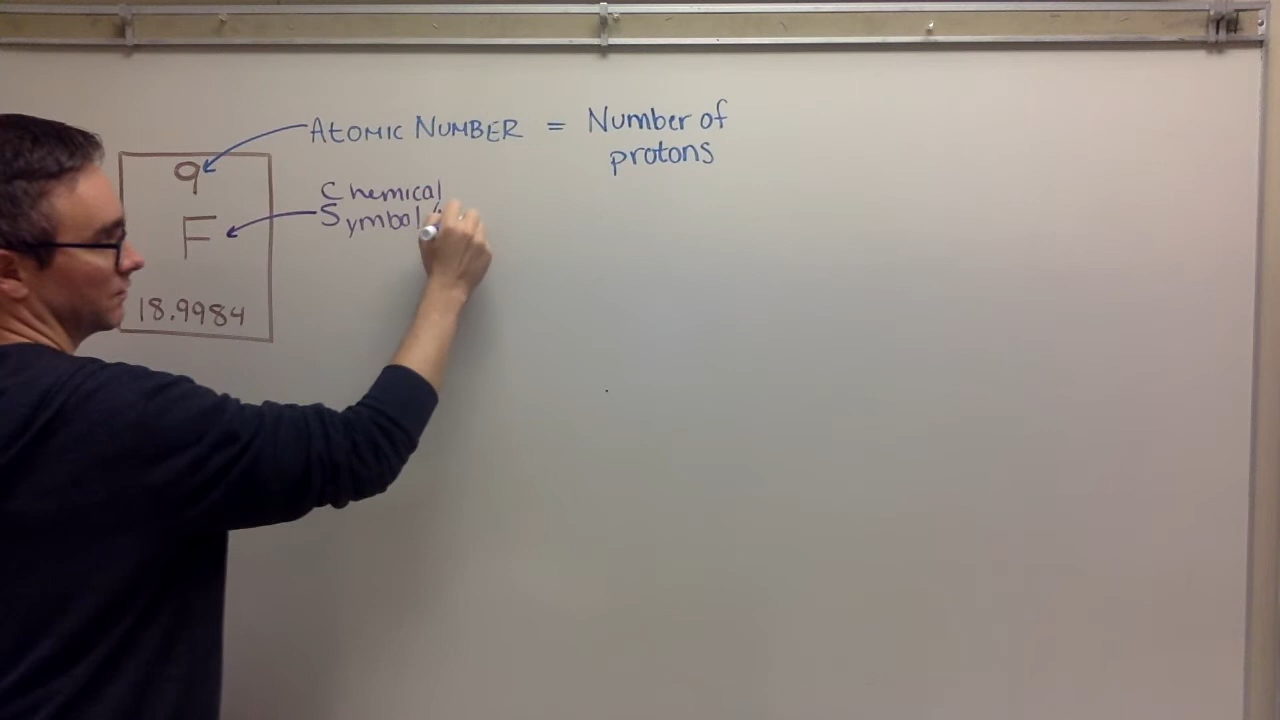 ATOMIC NUMBER = Number of
protons
9
Chemical
Symbol
F
18.9984